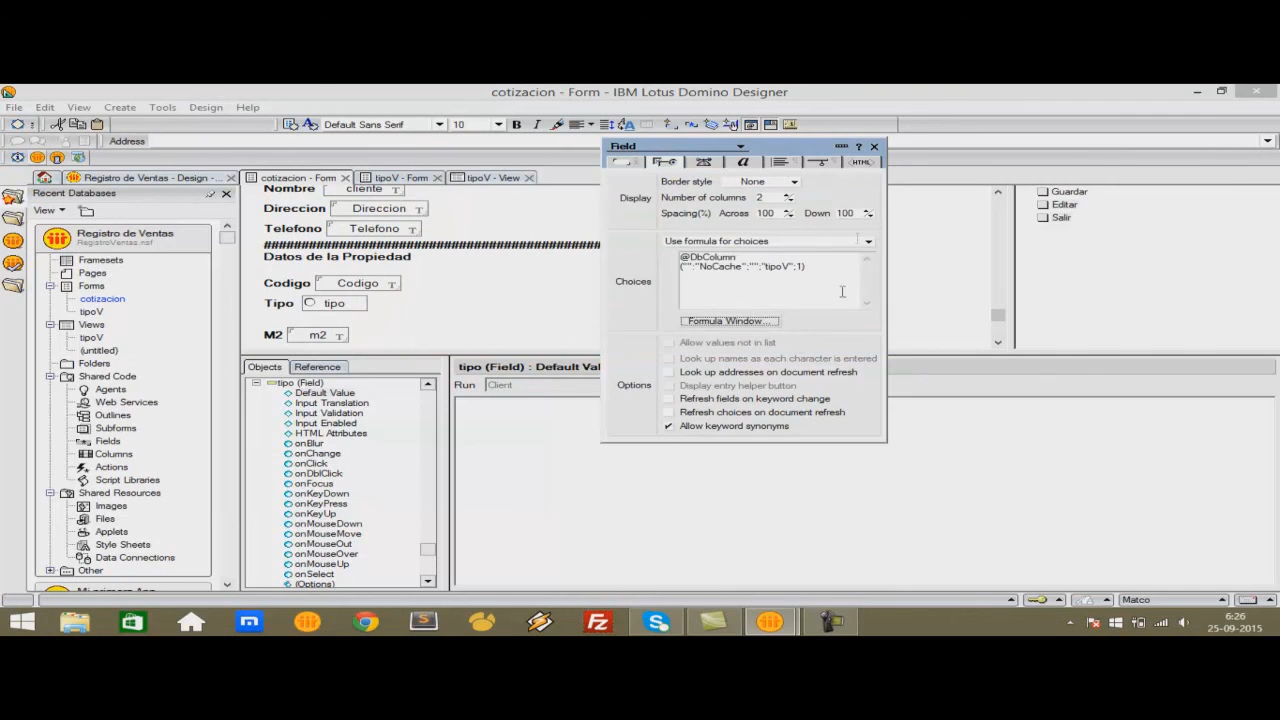 cotizacion - Form - IBM Lotus Domino Designer
File Edit View Create Tools Design Help
Default Sans Serif 10 B I
Address
Registro de Ventas - Design - ... cotizacion - Form tipoV - Form tipoV - View
Recent Databases
View
Registro de Ventas
RegistroVentas.nsf
Framesets
Pages
Forms
cotizacion
tipoV
Views
tipoV
(untitled)
Folders
Shared Code
Agents
Web Services
Outlines
Subforms
Fields
Columns
Actions
Script Libraries
Shared Resources
Images
Files
Applets
Style Sheets
Data Connections
Other
Nombre cliente T
Direccion Direccion T
Telefono Telefono T
Datos de la Propiedad
Codigo Codigo T
Tipo tipo
M2 m2 T
Objects Reference
tipo (Field)
Default Value
Input Translation
Input Validation
Input Enabled
HTML Attributes
onBlur
onChange
onClick
onDblClick
onFocus
onKeyDown
onKeyPress
onKeyUp
onMouseDown
onMouseMove
onMouseOut
onMouseOver
onMouseUp
onSelect
(Options)
tipo (Field) : Default Val
Run Client
Field
a HTML
Display
Border style None
Number of columns 2
Spacing(%) Across 100 Down 100
Use formula for choices
Choices
@DbColumn
("":"NoCache";"";"tipoV";1)
Formula Window...
Options
Allow values not in list
Look up names as each character is entered
Look up addresses on document refresh
Display entry helper button
Refresh fields on keyword change
Refresh choices on document refresh
Allow keyword synonyms
Guardar
Editar
Salir
Matco
6:26
25-09-2015